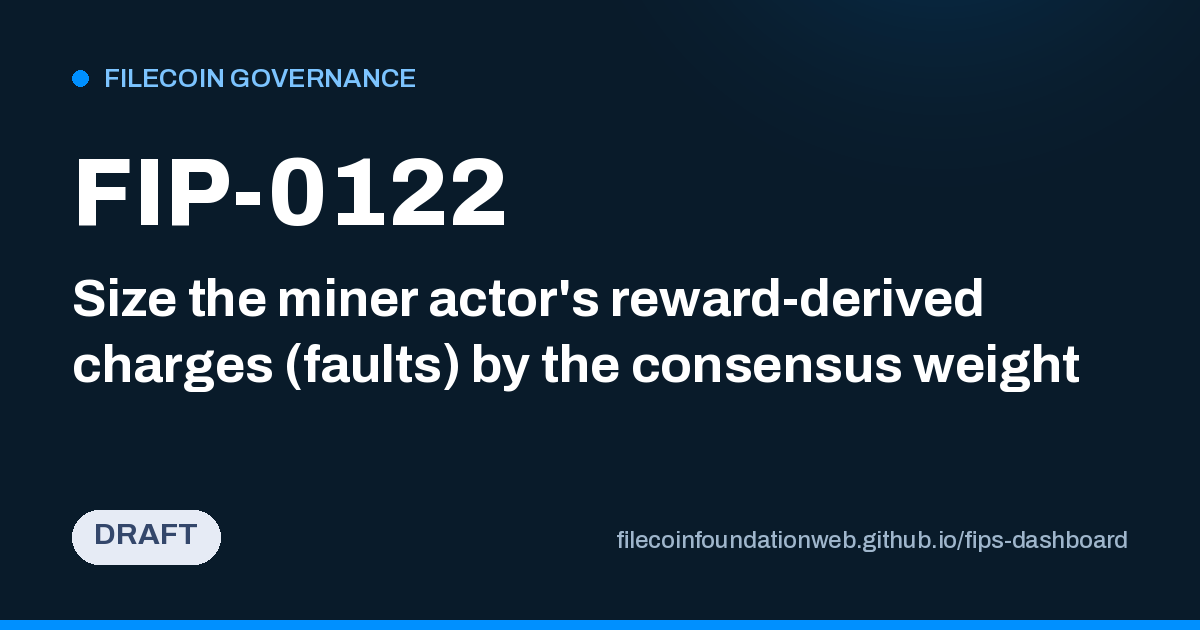 FILECOIN GOVERNANCE
FIP-0122
Size the miner actor's reward-derived
charges (faults) by the consensus weight
DRAFT
filecoinfoundationweb.github.io/fips-dashboard